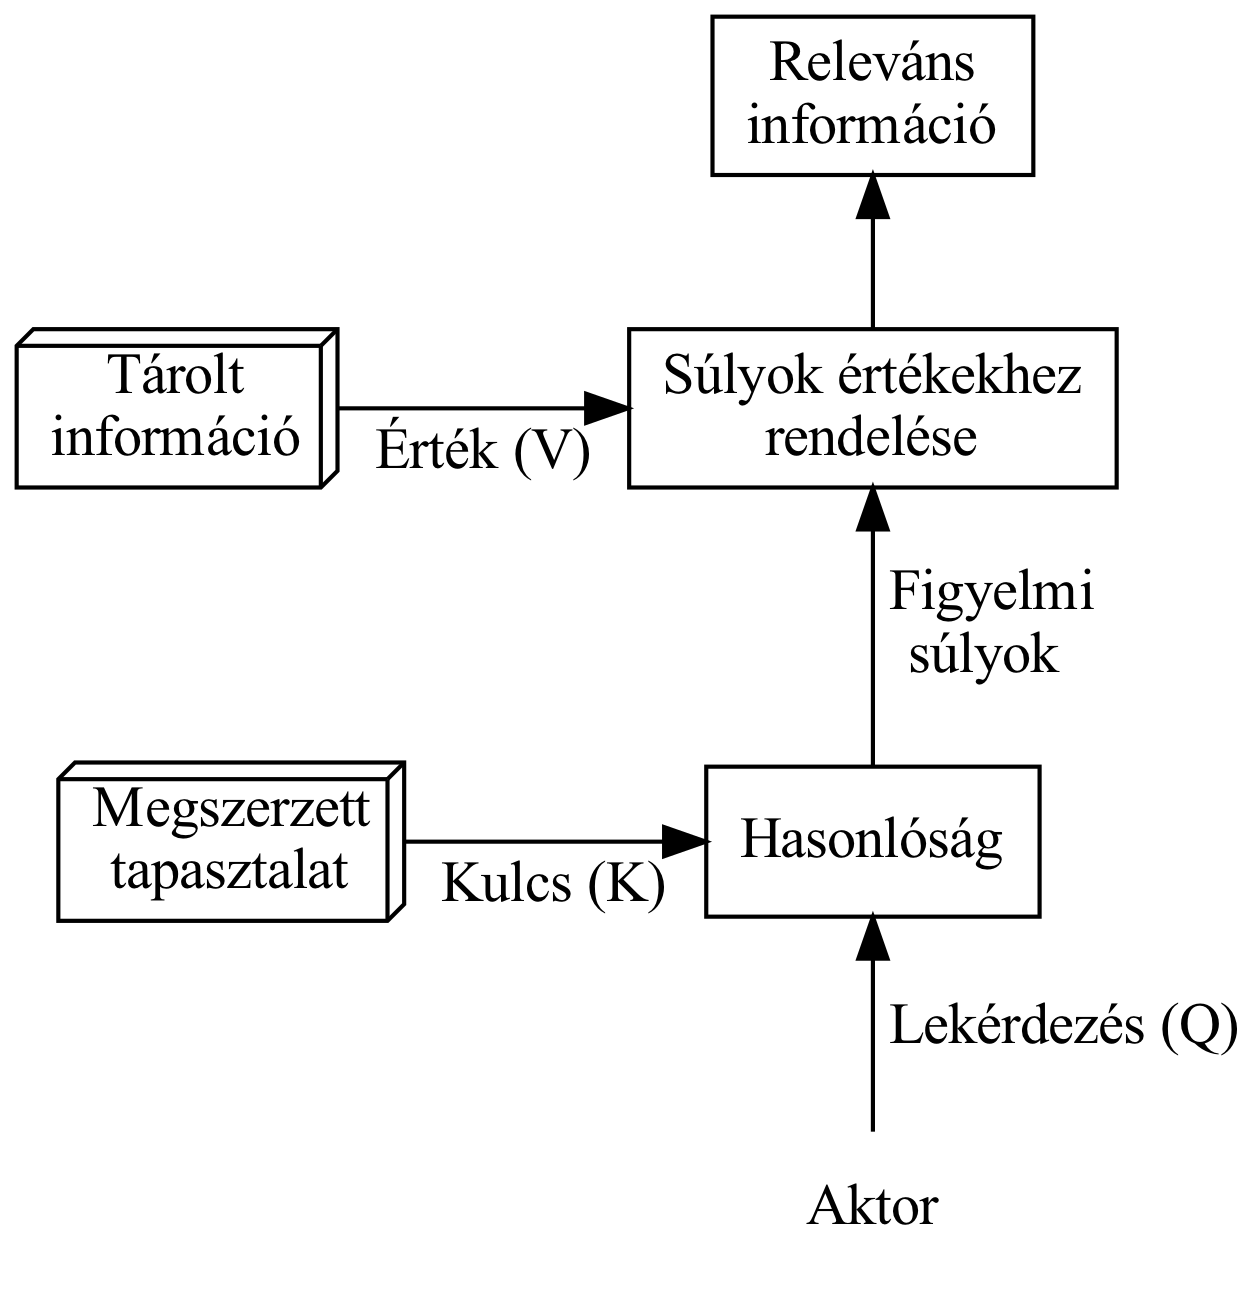 Releváns
információ
Tárolt
információ
Érték (V)
Súlyok értékekhez
rendelése
Figyelmi
súlyok
Megszerzett
tapasztalat
Kulcs (K)
Hasonlóság
Lekérdezés (Q)
Aktor